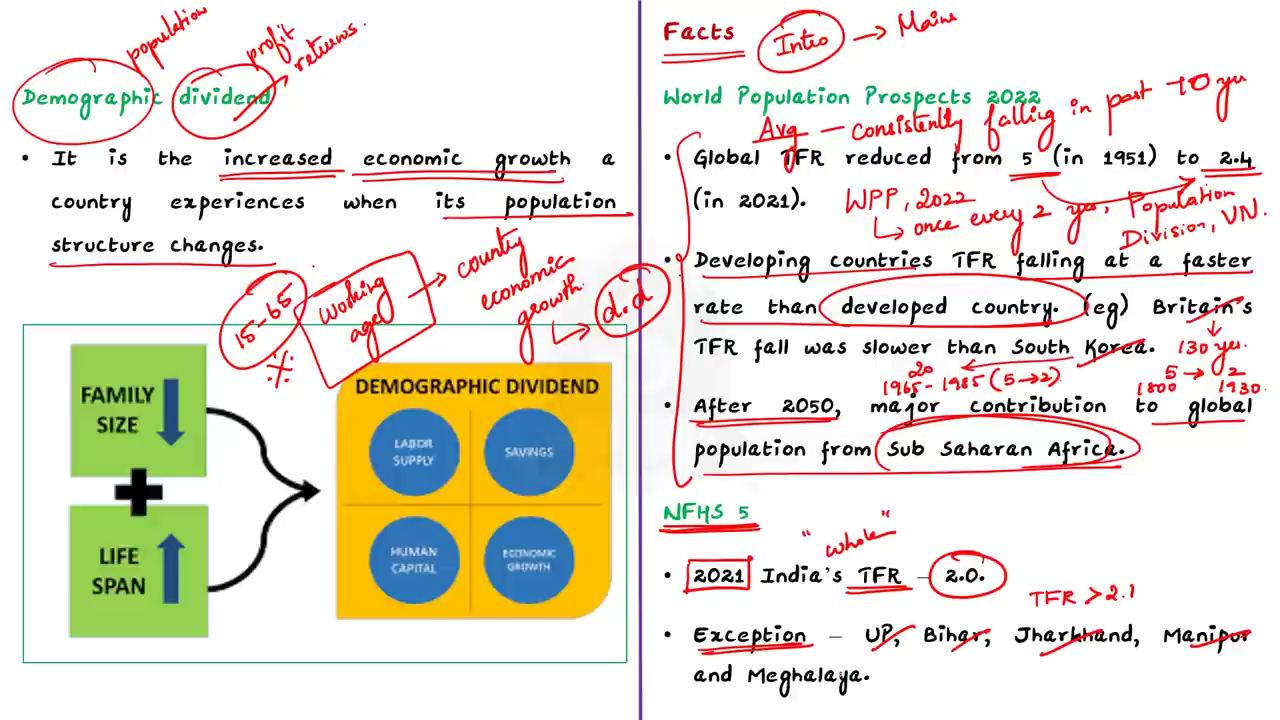 population
profit
returns.
Demographic dividend
• It is the increased economic growth a
country experiences when its population
structure changes.
15-65
%
Working
age
country
economic
growth.
d.d
FAMILY
SIZE
LIFE
SPAN
DEMOGRAPHIC DIVIDEND
LABOR
SUPPLY
SAVINGS
HUMAN
CAPITAL
ECONOMIC
GROWTH
Facts
Intro → Mains
World Population Prospects 2022
Avg – consistently falling in past 70 yrs
• Global TFR reduced from 5 (in 1951) to 2.4
(in 2021).
WPP, 2022
once every 2 yrs, Population
Division, UN.
• Developing countries TFR falling at a faster
rate than developed country. (eg) Britain's
TFR fall was slower than South Korea.
130 yrs.
20
1965-1985 (5→2).
5 → 2
1800 1930.
• After 2050, major contribution to global
population from Sub Saharan Africa.
NFHS 5
"whole"
• 2021 India's TFR – 2.0.
TFR > 2.1
• Exception – UP, Bihar, Jharkhand, Manipur
and Meghalaya.